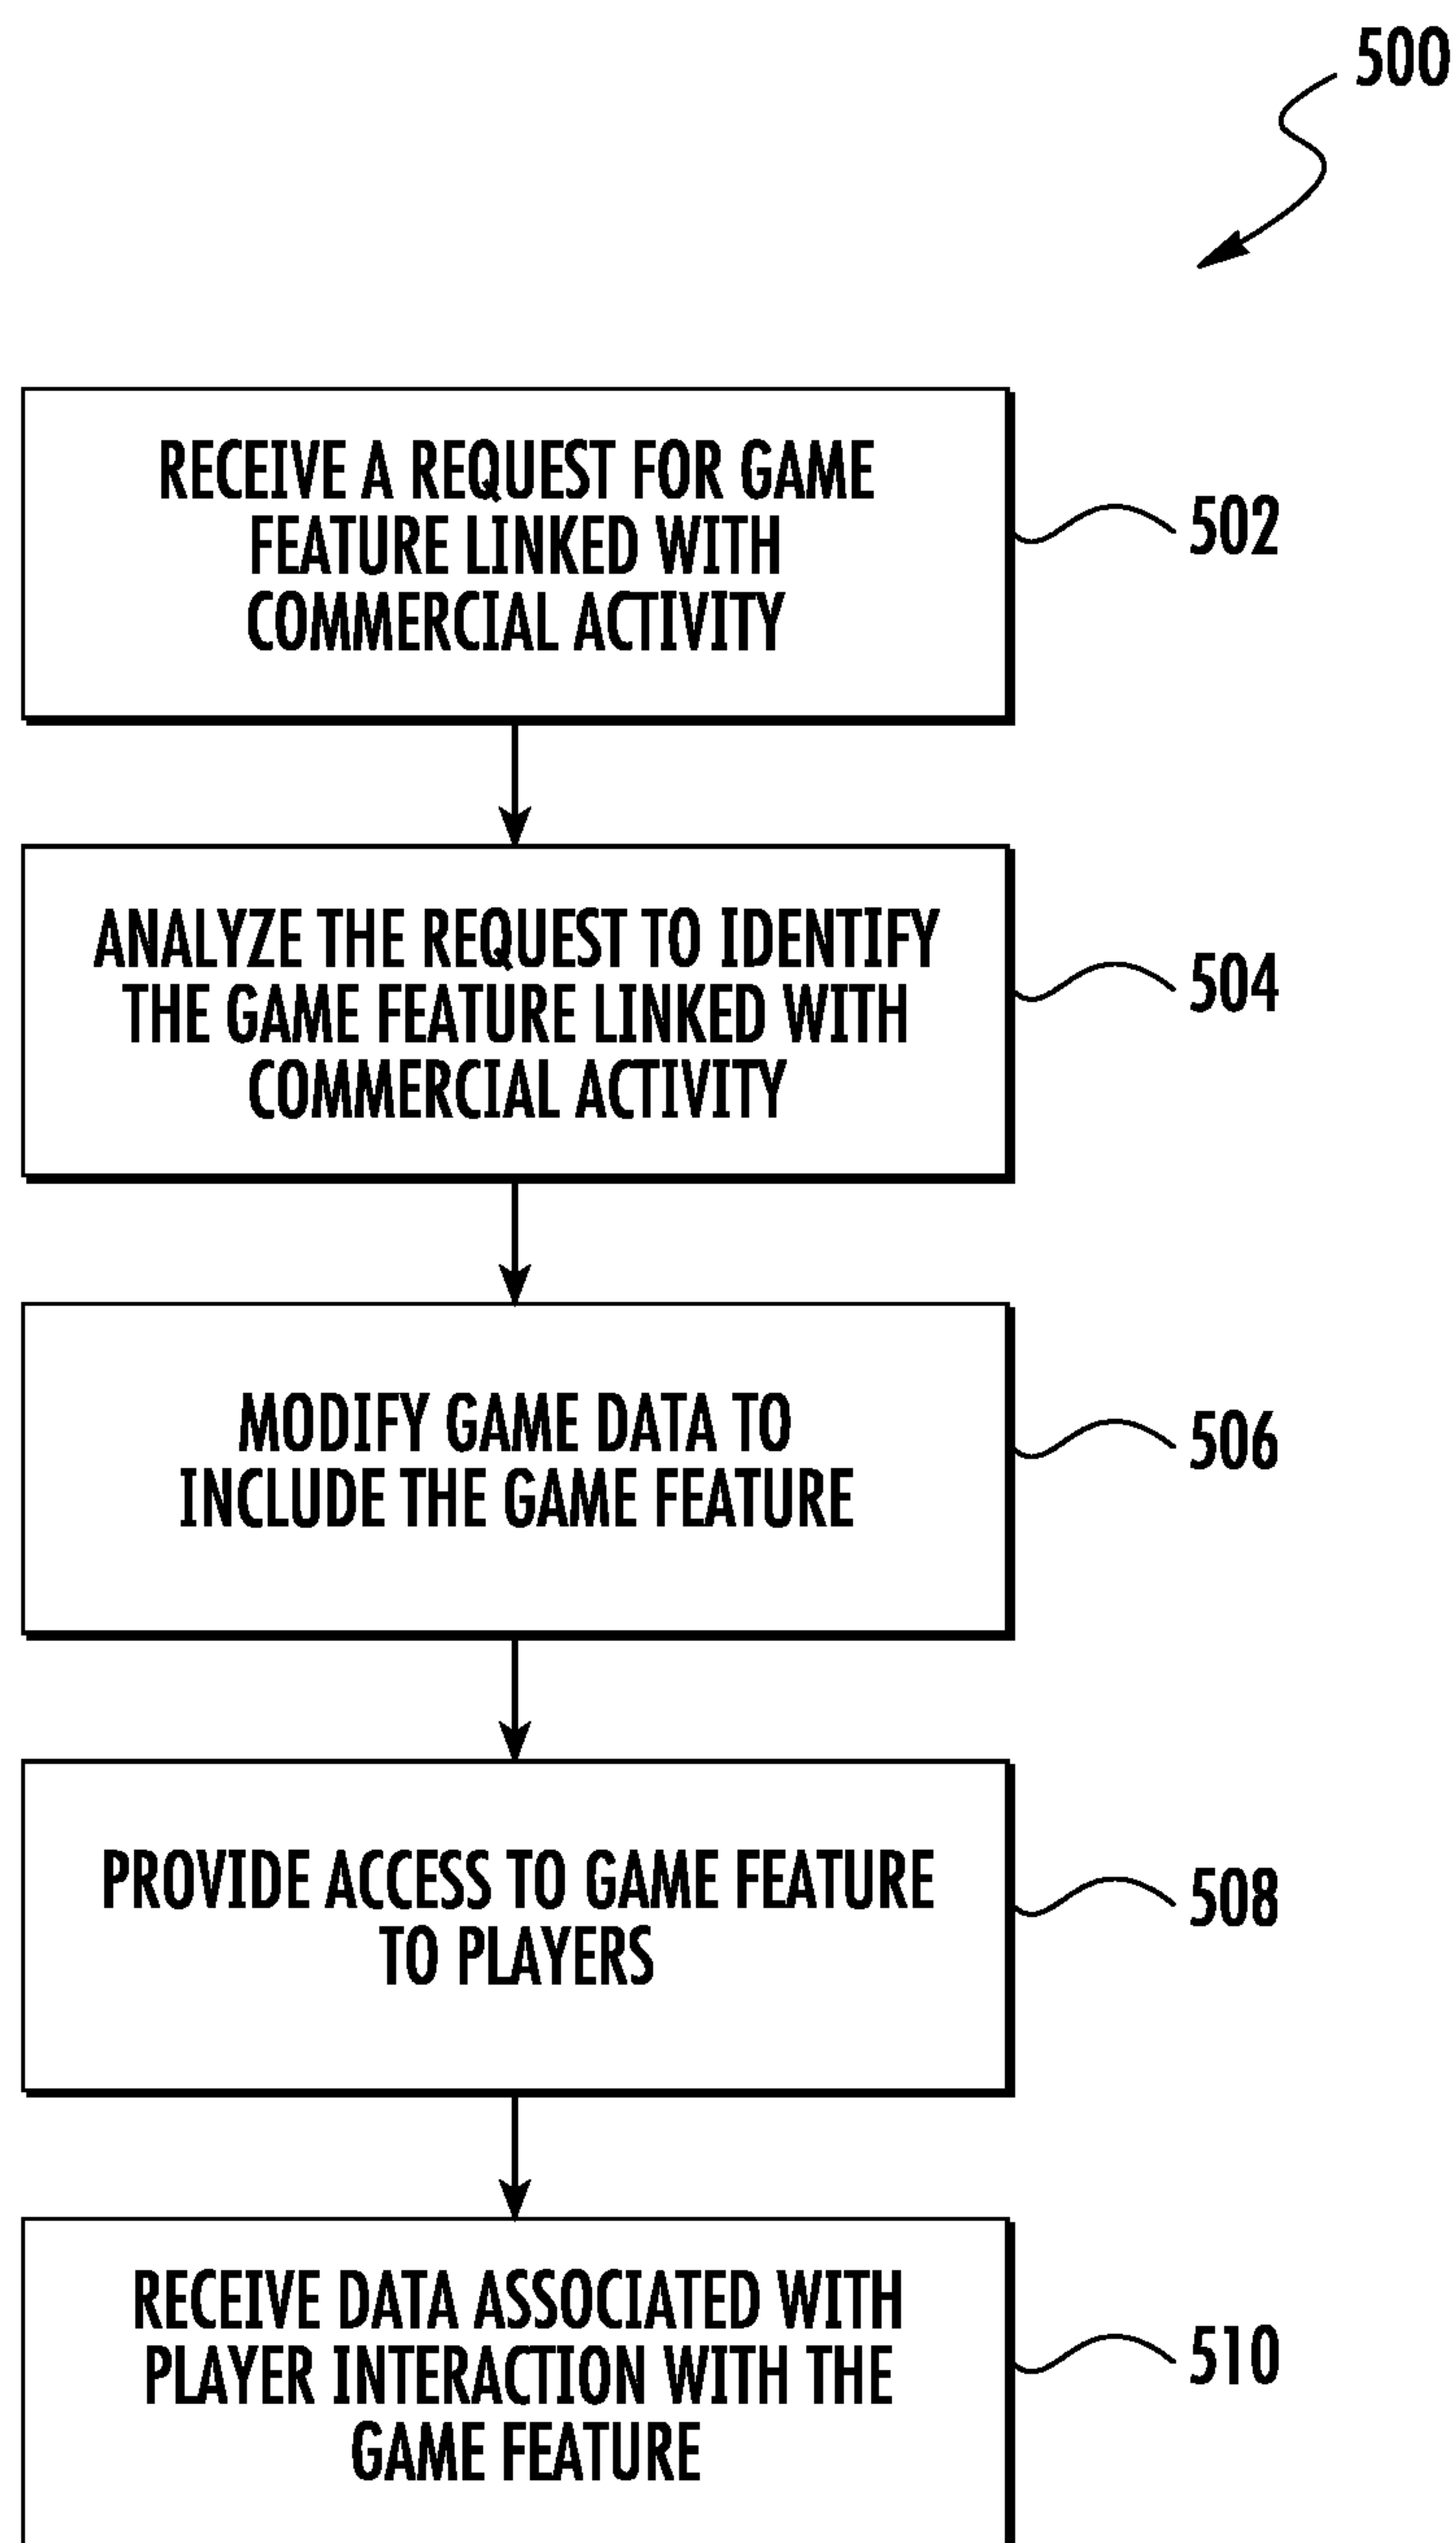 500
RECEIVE A REQUEST FOR GAME
FEATURE LINKED WITH
COMMERCIAL ACTIVITY
502
ANALYZE THE REQUEST TO IDENTIFY
THE GAME FEATURE LINKED WITH
COMMERCIAL ACTIVITY
504
MODIFY GAME DATA TO
INCLUDE THE GAME FEATURE
506
PROVIDE ACCESS TO GAME FEATURE
TO PLAYERS
508
RECEIVE DATA ASSOCIATED WITH
PLAYER INTERACTION WITH THE
GAME FEATURE
510